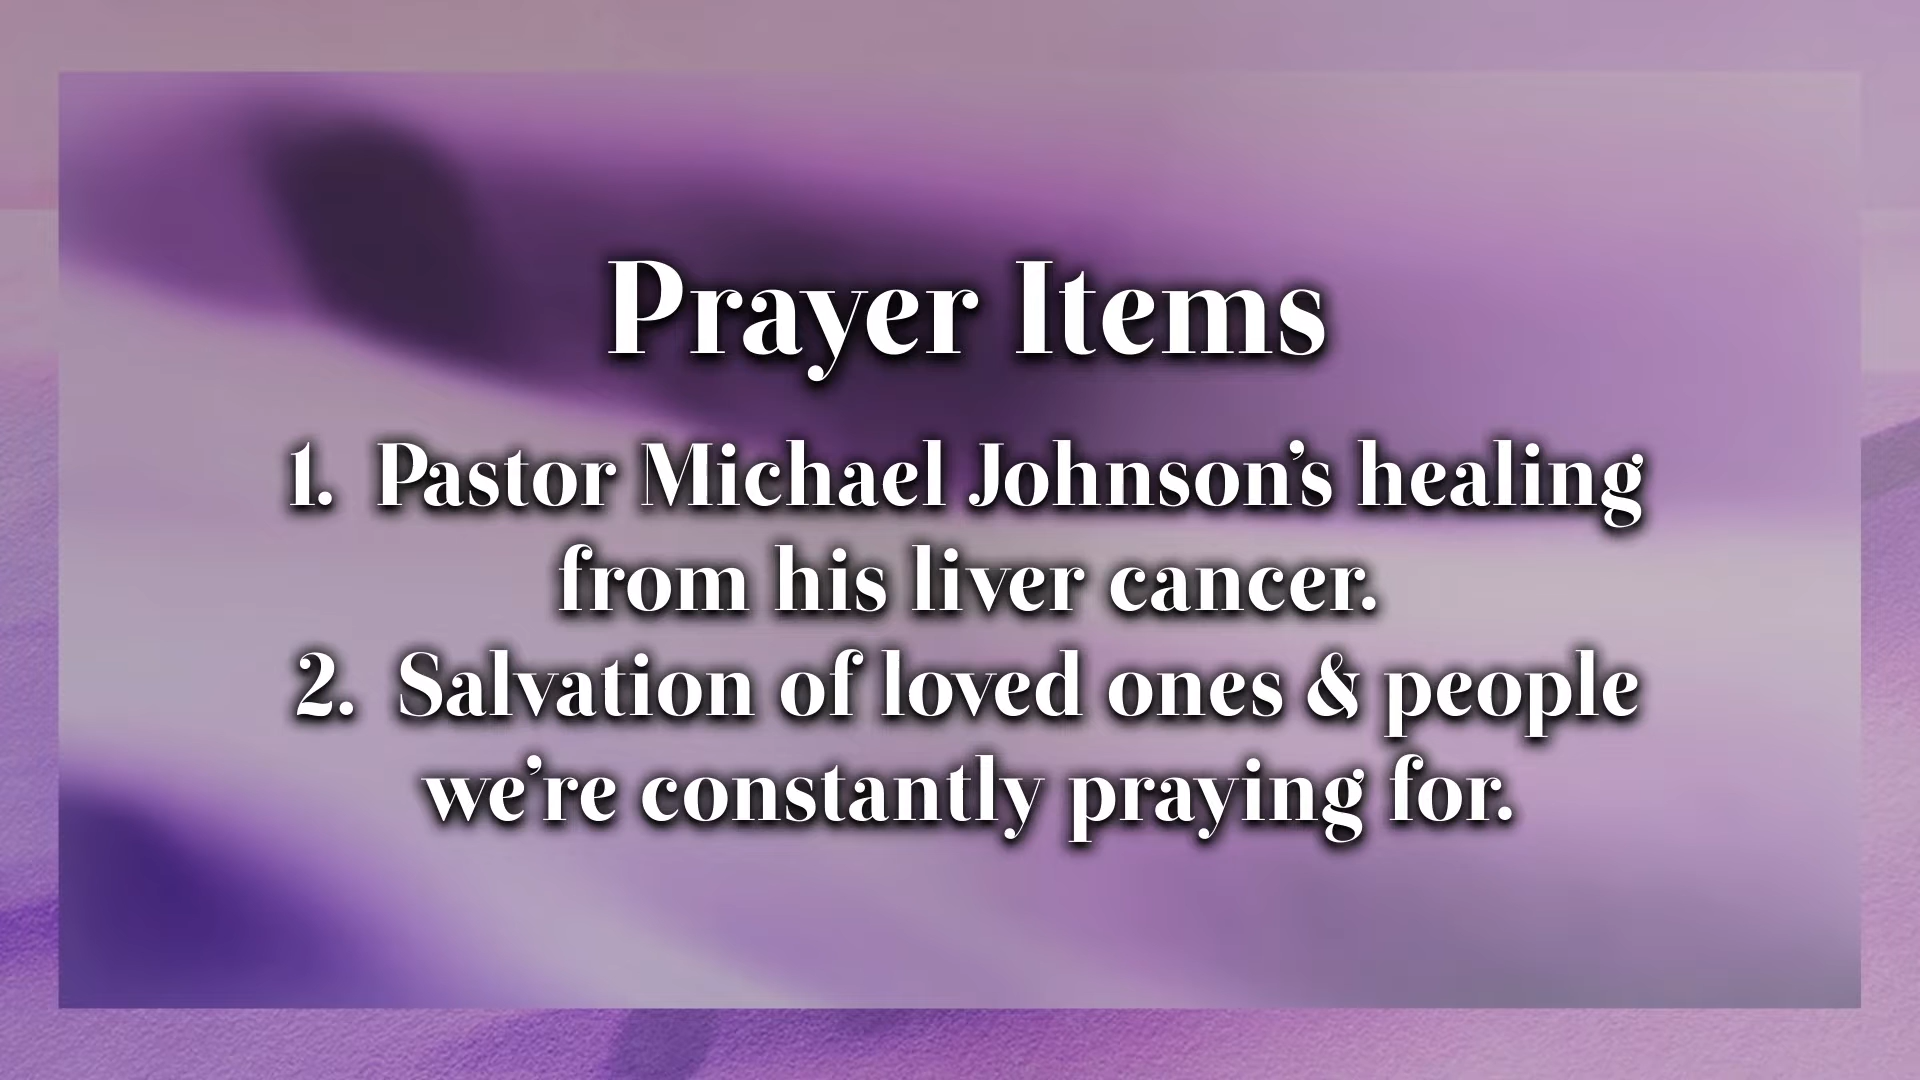 Prayer Items
1. Pastor Michael Johnson’s healing
from his liver cancer.
2. Salvation of loved ones & people
we’re constantly praying for.